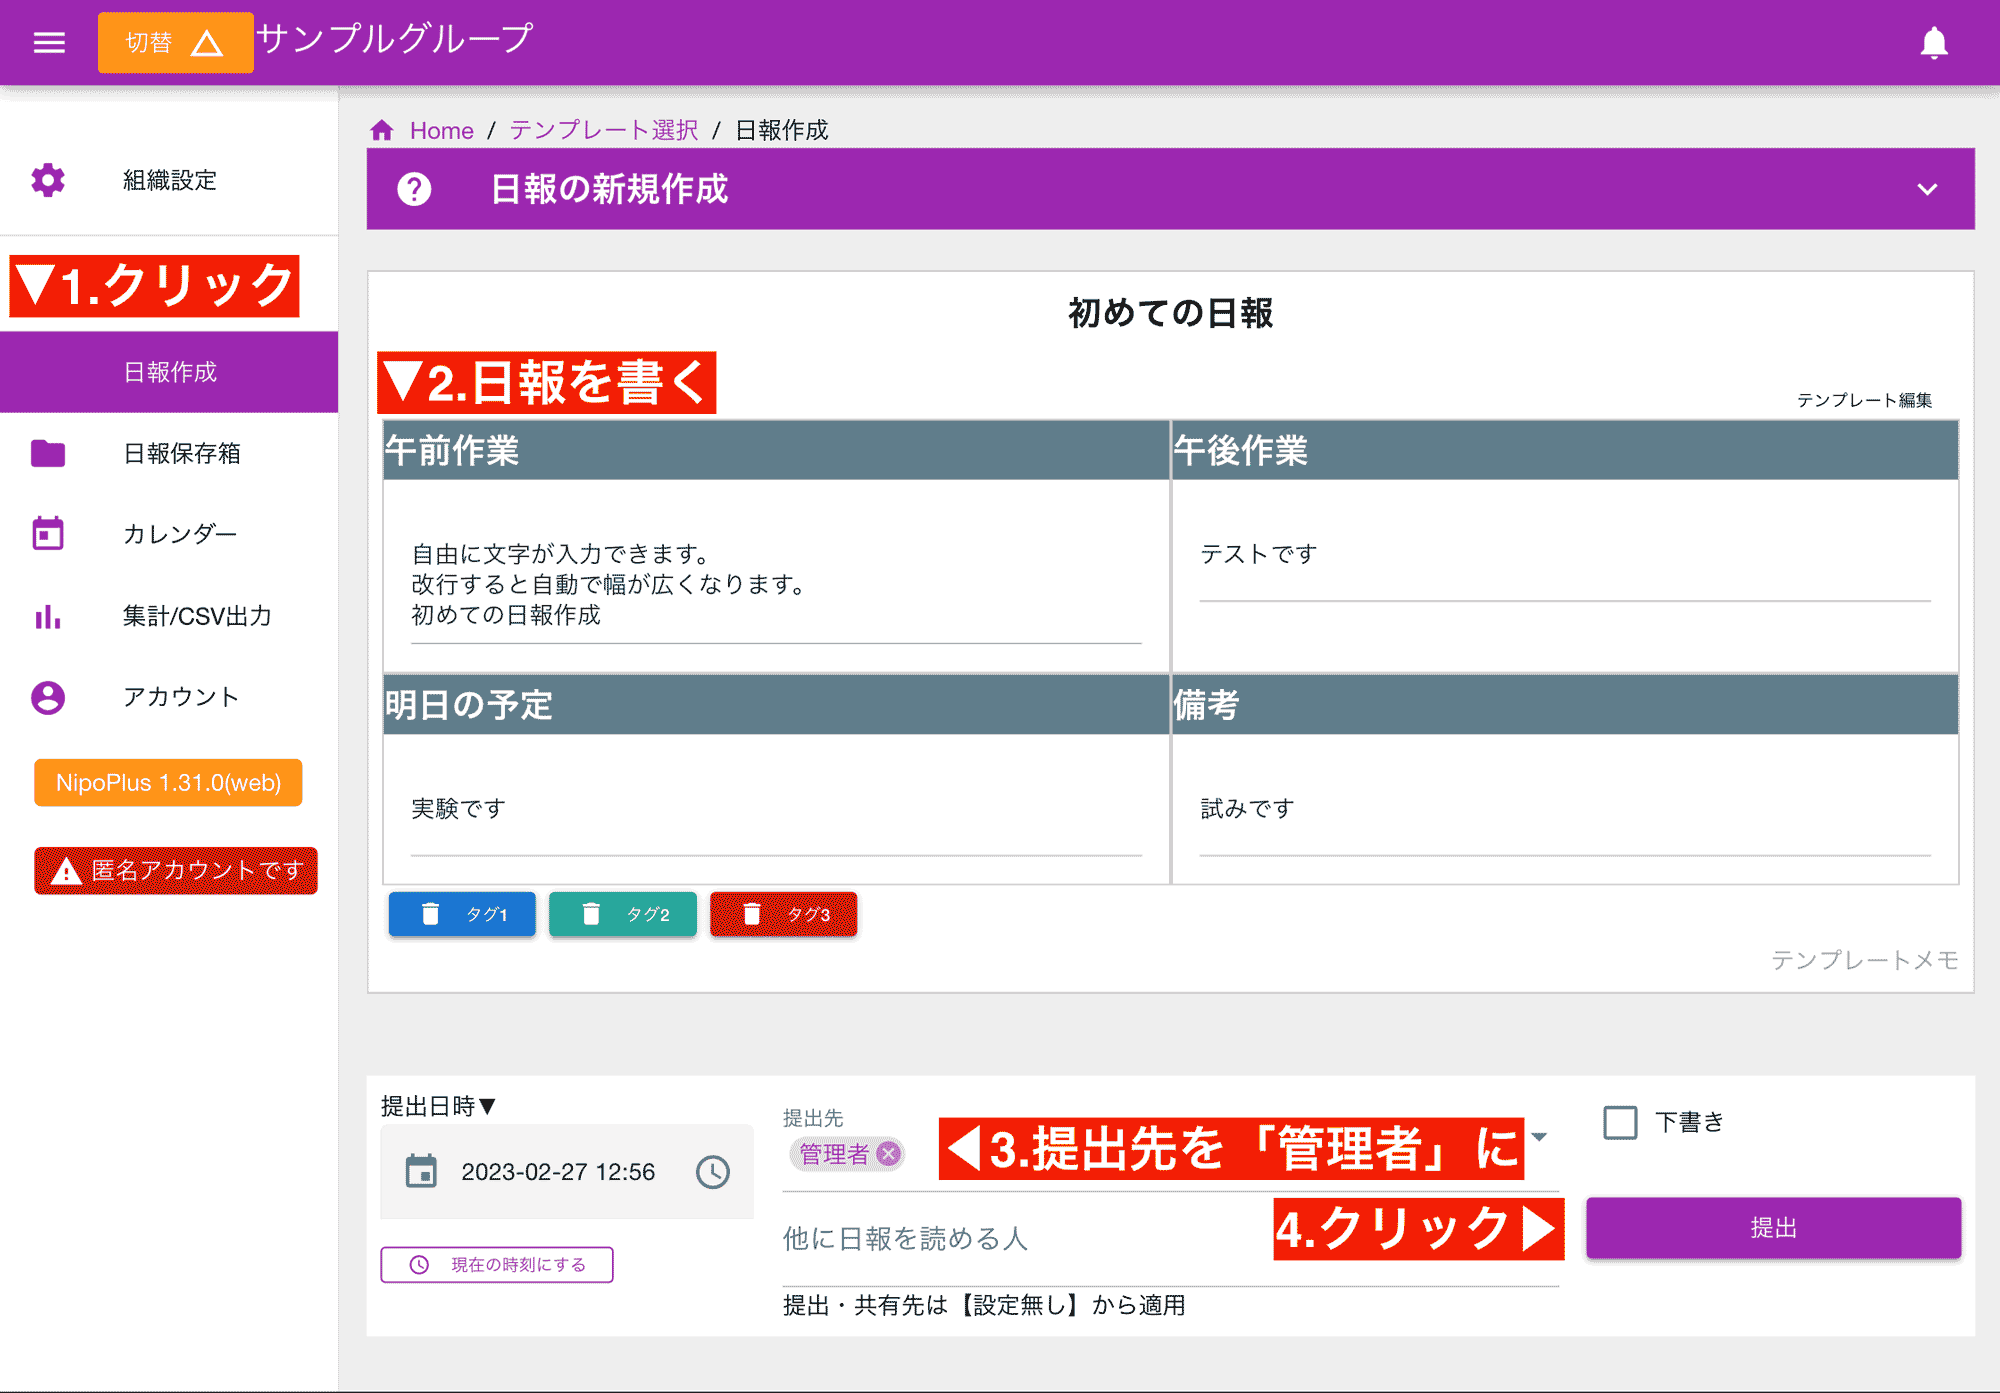 切替 サンプルグループ
Home / テンプレート選択 / 日報作成
組織設定
日報の新規作成
▼1.クリック
初めての日報
日報作成
▼2.日報を書く
テンプレート編集
日報保存箱
カレンダー
集計/CSV出力
アカウント
NipoPlus 1.31.0(web)
匿名アカウントです
午前作業
自由に文字が入力できます。
改行すると自動で幅が広くなります。
初めての日報作成
午後作業
テストです
明日の予定
実験です
備考
試みです
タグ1 タグ2 タグ3
テンプレートメモ
提出日時▼
2023-02-27 12:56
現在の時刻にする
提出先
管理者
◀3.提出先を「管理者」に
下書き
他に日報を読める人
4.クリック▶
提出
提出・共有先は【設定無し】から適用